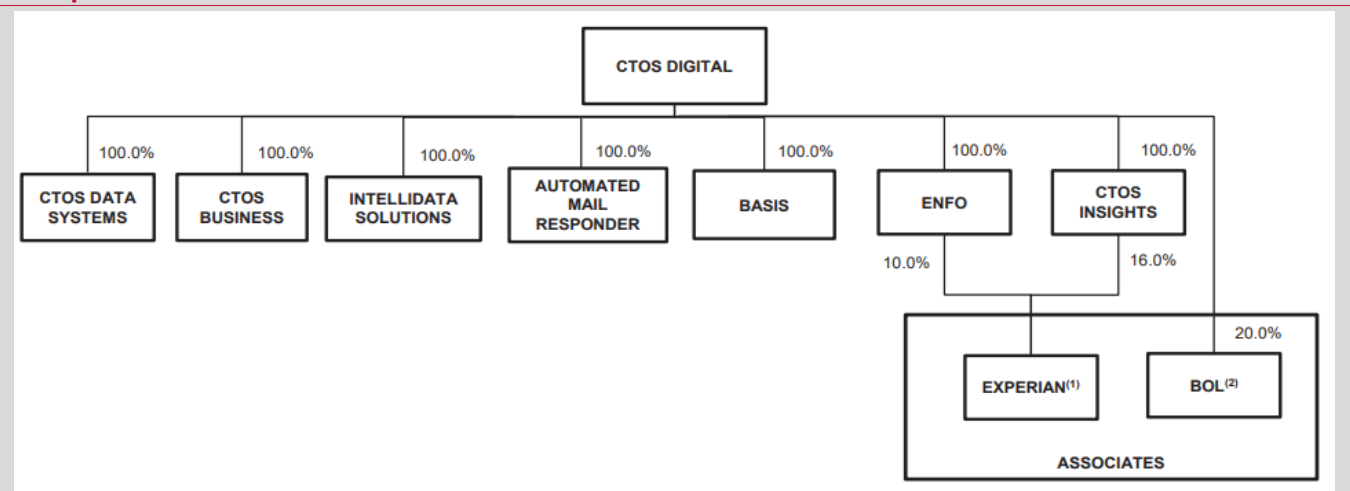 CTOS DIGITAL
100.0%
100.0%
100.0%
100.0%
100.0%
100.0%
100.0%
CTOS DATA
SYSTEMS
CTOS
BUSINESS
INTELLIDATA
SOLUTIONS
AUTOMATED
MAIL
RESPONDER
BASIS
ENFO
CTOS
INSIGHTS
10.0%
16.0%
20.0%
EXPERIAN(1)
BOL(2)
ASSOCIATES